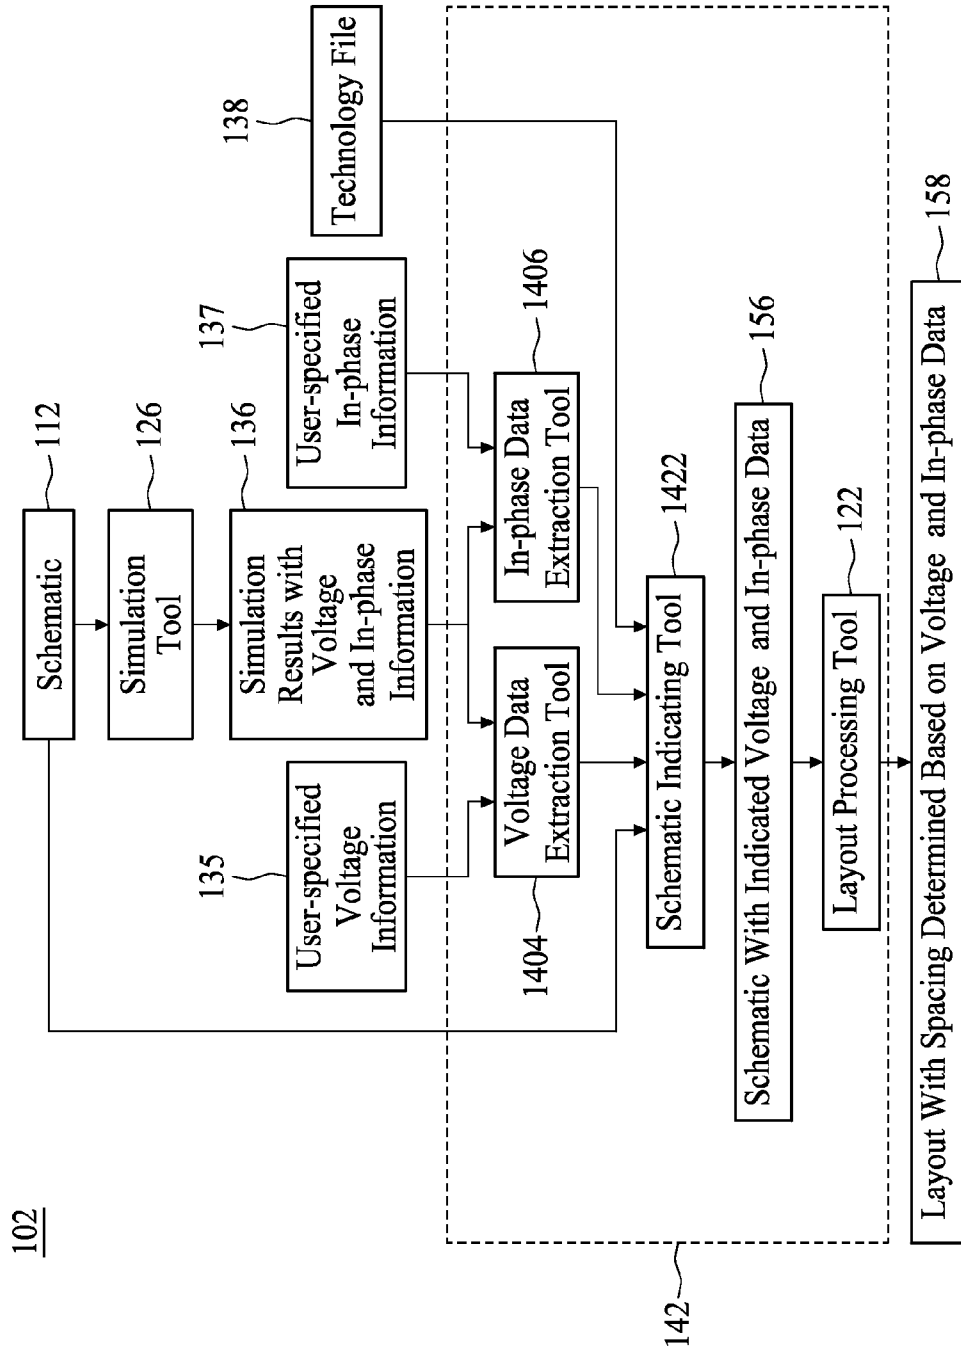 102
Schematic
112
Simulation
Tool
126
User-specified
Voltage
Information
135
Simulation
Results with
Voltage
and In-phase
Information
136
User-specified
In-phase
Information
137
Technology File
138
Voltage Data
Extraction Tool
1404
In-phase Data
Extraction Tool
1406
Schematic Indicating Tool
1422
Schematic With Indicated Voltage and In-phase Data
156
Layout Processing Tool
122
142
Layout With Spacing Determined Based on Voltage and In-phase Data
158